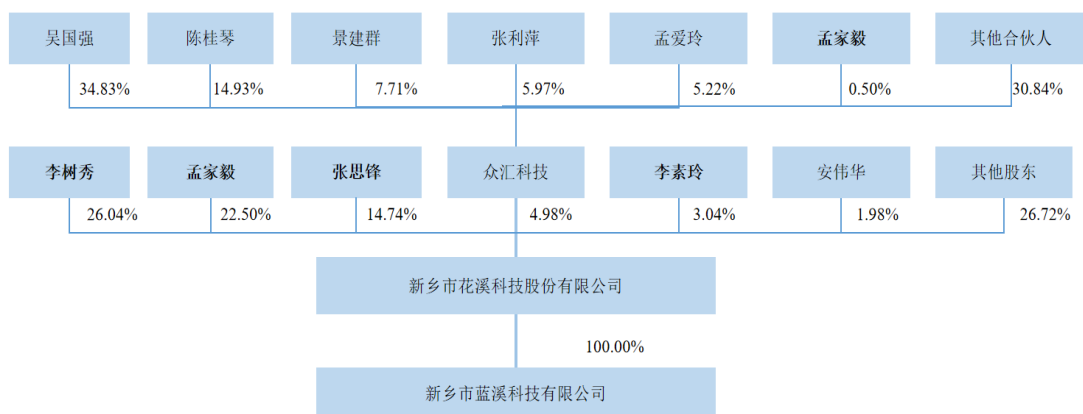 吴国强 陈桂琴 景建群 张利萍 孟爱玲 孟家毅 其他合伙人
34.83% 14.93% 7.71% 5.97% 5.22% 0.50% 30.84%
李树秀 孟家毅 张思锋 众汇科技 李素玲 安伟华 其他股东
26.04% 22.50% 14.74% 4.98% 3.04% 1.98% 26.72%
新乡市花溪科技股份有限公司
100.00%
新乡市蓝溪科技有限公司